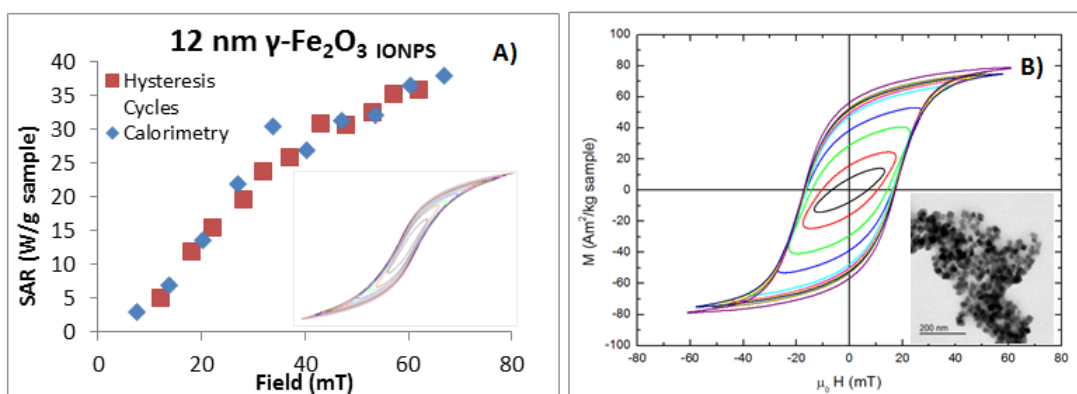 12 nm γ-Fe₂O₃ IONPS
A)
SAR (W/g sample)
40
35
30
25
20
15
10
5
0
Hysteresis
Cycles
Calorimetry
0 20 40 60 80
Field (mT)
B)
M (Am²/kg sample)
100
80
60
40
20
0
-20
-40
-60
-80
-100
-80 -60 -40 -20 0 20 40 60 80
μ₀ H (mT)
200 nm